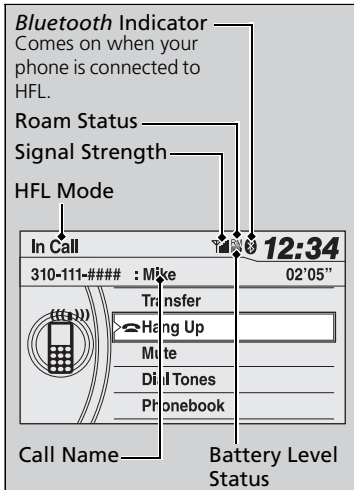 Bluetooth Indicator
Comes on when your
phone is connected to
HFL.
Roam Status
Signal Strength
HFL Mode
In Call RM 12:34
310-111-#### : Mike 02'05"
Transfer
Hang Up
Mute
Dial Tones
Phonebook
Call Name
Battery Level
Status